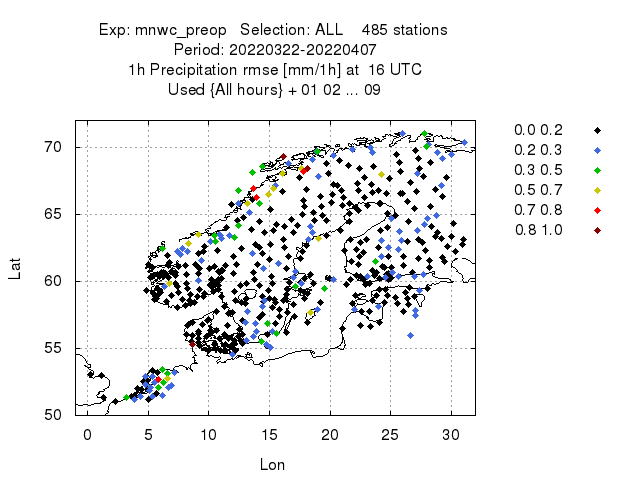 Exp: mnwc_preop   Selection: ALL    485 stations
Period: 20220322-20220407
1h Precipitation rmse [mm/1h] at  16 UTC
Used {All hours} + 01 02 ... 09
0.0 0.2
0.2 0.3
0.3 0.5
0.5 0.7
0.7 0.8
0.8 1.0
70
65
60
55
50
Lat
0 5 10 15 20 25 30
Lon